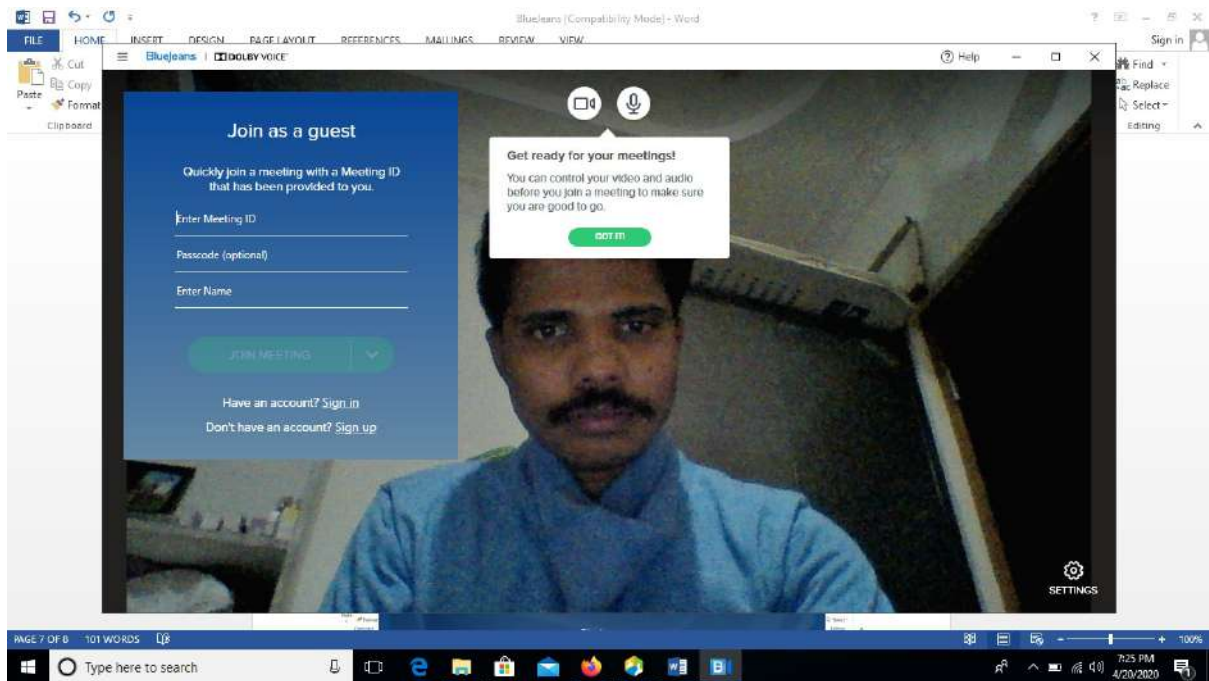 BlueJeans [Compatibility Mode] - Word
FILE HOME INSERT DESIGN PAGE LAYOUT REFERENCES MAILINGS REVIEW VIEW Sign in
Cut
Copy
Paste
Format
Clipboard
Find
Replace
Select
Editing
BlueJeans | DOLBY VOICE
Help
Join as a guest
Quickly join a meeting with a Meeting ID
that has been provided to you.
Enter Meeting ID
Passcode (optional)
Enter Name
JOIN MEETING
Have an account? Sign in
Don't have an account? Sign up
Get ready for your meetings!
You can control your video and audio
before you join a meeting to make sure
you are good to go.
GOT IT!
SETTINGS
PAGE 7 OF 8 101 WORDS 100%
Type here to search
7:25 PM
4/20/2020